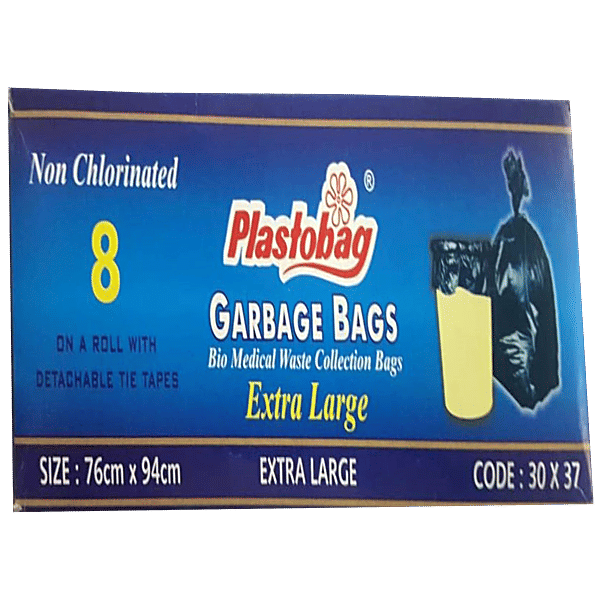 Non Chlorinated
8
ON A ROLL WITH
DETACHABLE TIE TAPES
Plastobag ®
GARBAGE BAGS
Bio Medical Waste Collection Bags
Extra Large
SIZE : 76cm x 94cm
EXTRA LARGE
CODE : 30 X 37